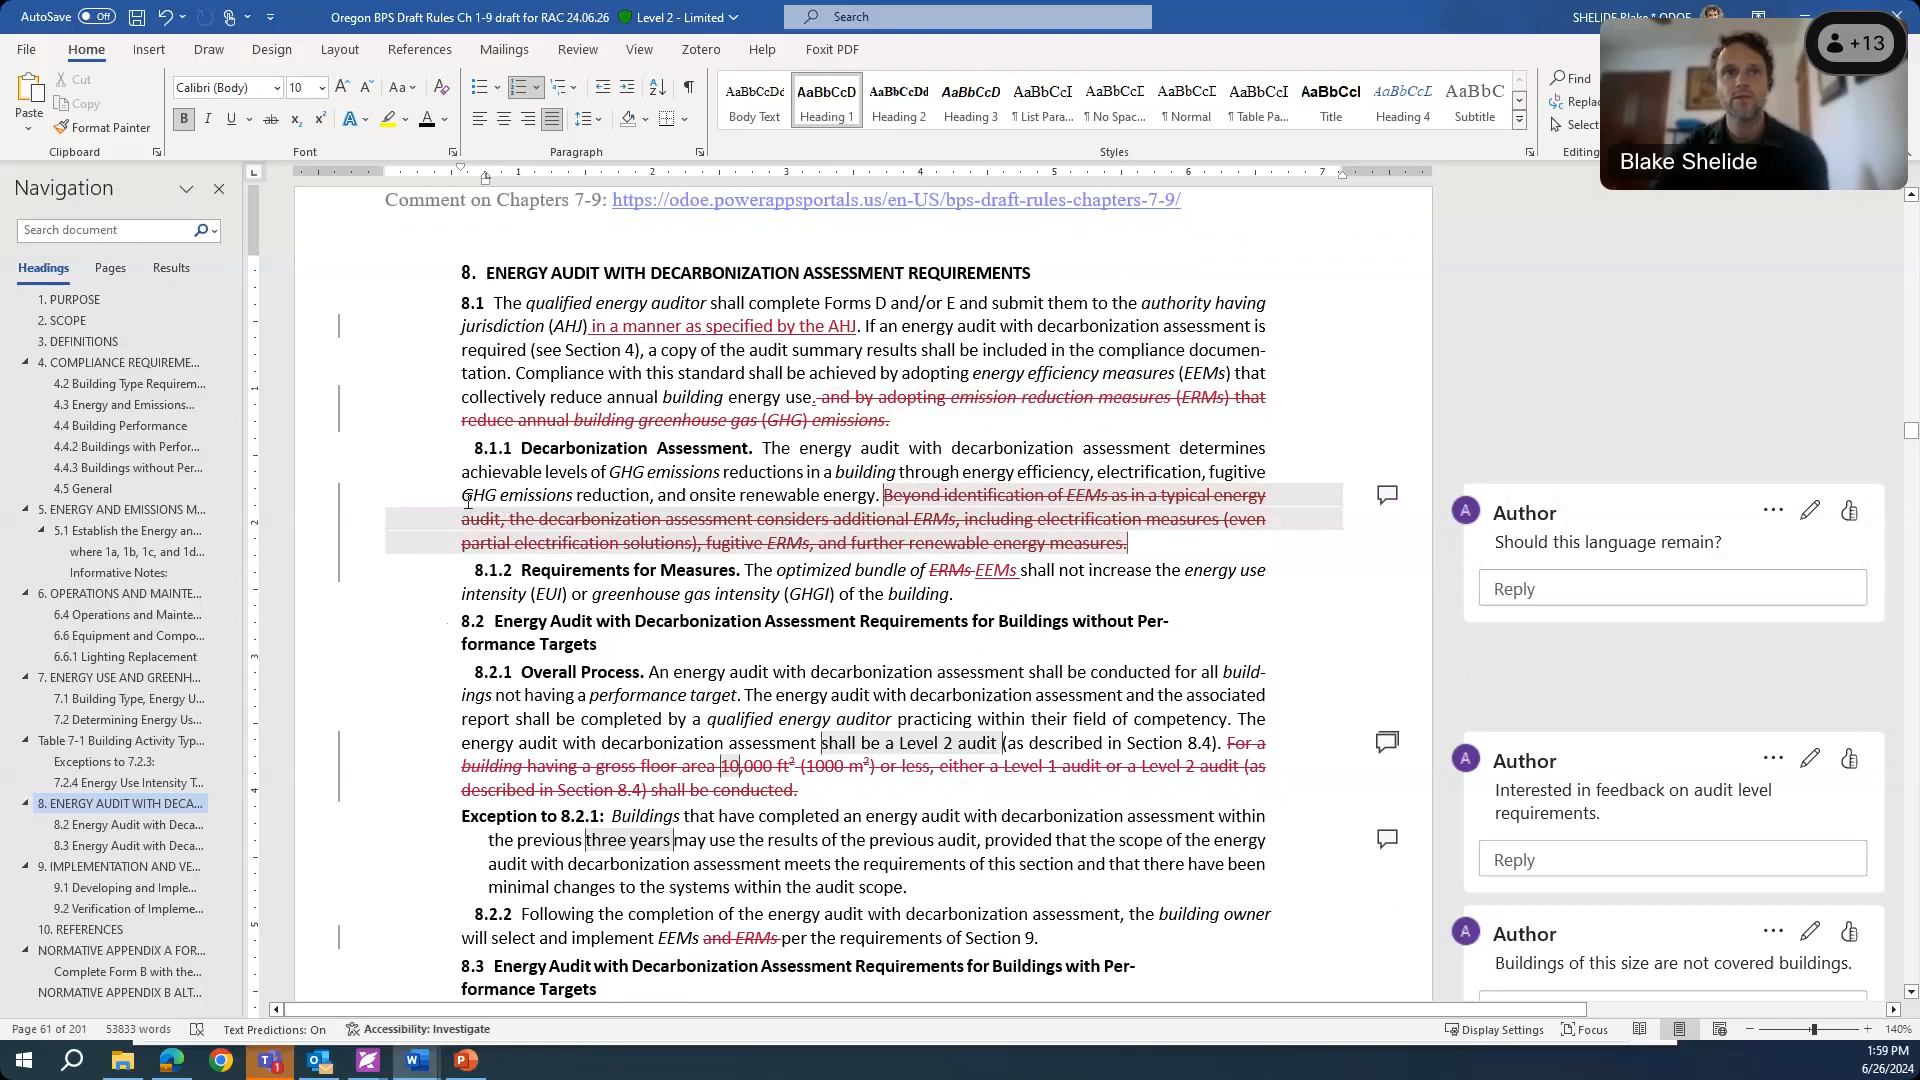 AutoSave Off Oregon BPS Draft Rules Ch 1-9 draft for RAC 24.06.26 Level 2 - Limited Search SHELIDE Blake * ODOE
+13
File Home Insert Draw Design Layout References Mailings Review View Zotero Help Foxit PDF
Paste
Cut
Copy
Format Painter
Clipboard
Calibri (Body) 10
Font
Paragraph
AaBbCcDd AaBbCcD AaBbCcDd AaBbCcD AaBbCcI AaBbCcI AaBbCcI AaBbCcI AaBbCcI AaBbCcL AaBbC
Body Text Heading 1 Heading 2 Heading 3 ¶ List Para... ¶ No Spac... ¶ Normal ¶ Table Pa... Title Heading 4 Subtitle
Styles
Find
Replac
Select
Editing
Blake Shelide
Navigation
Search document
Headings Pages Results
1. PURPOSE
2. SCOPE
3. DEFINITIONS
4. COMPLIANCE REQUIREME...
4.2 Building Type Requirem...
4.3 Energy and Emissions...
4.4 Building Performance
4.4.2 Buildings with Perfor...
4.4.3 Buildings without Per...
4.5 General
5. ENERGY AND EMISSIONS M...
5.1 Establish the Energy an...
where 1a, 1b, 1c, and 1d...
Informative Notes:
6. OPERATIONS AND MAINTE...
6.4 Operations and Mainte...
6.6 Equipment and Compo...
6.6.1 Lighting Replacement
7. ENERGY USE AND GREENH...
7.1 Building Type, Energy U...
7.2 Determining Energy Us...
Table 7-1 Building Activity Typ...
Exceptions to 7.2.3:
7.2.4 Energy Use Intensity T...
8. ENERGY AUDIT WITH DECA...
8.2 Energy Audit with Deca...
8.3 Energy Audit with Deca...
9. IMPLEMENTATION AND VE...
9.1 Developing and Imple...
9.2 Verification of Impleme...
10. REFERENCES
NORMATIVE APPENDIX A FOR...
Complete Form B with the...
NORMATIVE APPENDIX B ALT...
Comment on Chapters 7-9: https://odoe.powerappsportals.us/en-US/bps-draft-rules-chapters-7-9/
8. ENERGY AUDIT WITH DECARBONIZATION ASSESSMENT REQUIREMENTS
8.1 The qualified energy auditor shall complete Forms D and/or E and submit them to the authority having
jurisdiction (AHJ) in a manner as specified by the AHJ. If an energy audit with decarbonization assessment is
required (see Section 4), a copy of the audit summary results shall be included in the compliance documen-
tation. Compliance with this standard shall be achieved by adopting energy efficiency measures (EEMs) that
collectively reduce annual building energy use. and by adopting emission reduction measures (ERMs) that
reduce annual building greenhouse gas (GHG) emissions.
8.1.1 Decarbonization Assessment. The energy audit with decarbonization assessment determines
achievable levels of GHG emissions reductions in a building through energy efficiency, electrification, fugitive
GHG emissions reduction, and onsite renewable energy. Beyond identification of EEMs as in a typical energy
audit, the decarbonization assessment considers additional ERMs, including electrification measures (even
partial electrification solutions), fugitive ERMs, and further renewable energy measures.
8.1.2 Requirements for Measures. The optimized bundle of ERMs EEMs shall not increase the energy use
intensity (EUI) or greenhouse gas intensity (GHGI) of the building.
8.2 Energy Audit with Decarbonization Assessment Requirements for Buildings without Per-
formance Targets
8.2.1 Overall Process. An energy audit with decarbonization assessment shall be conducted for all build-
ings not having a performance target. The energy audit with decarbonization assessment and the associated
report shall be completed by a qualified energy auditor practicing within their field of competency. The
energy audit with decarbonization assessment shall be a Level 2 audit (as described in Section 8.4). For a
building having a gross floor area 10,000 ft2 (1000 m2) or less, either a Level 1 audit or a Level 2 audit (as
described in Section 8.4) shall be conducted.
Exception to 8.2.1: Buildings that have completed an energy audit with decarbonization assessment within
the previous three years may use the results of the previous audit, provided that the scope of the energy
audit with decarbonization assessment meets the requirements of this section and that there have been
minimal changes to the systems within the audit scope.
8.2.2 Following the completion of the energy audit with decarbonization assessment, the building owner
will select and implement EEMs and ERMs per the requirements of Section 9.
8.3 Energy Audit with Decarbonization Assessment Requirements for Buildings with Per-
formance Targets
A Author
Should this language remain?
Reply
A Author
Interested in feedback on audit level
requirements.
Reply
A Author
Buildings of this size are not covered buildings.
Page 61 of 201 53833 words Text Predictions: On Accessibility: Investigate Display Settings Focus 140%
1:59 PM
6/26/2024